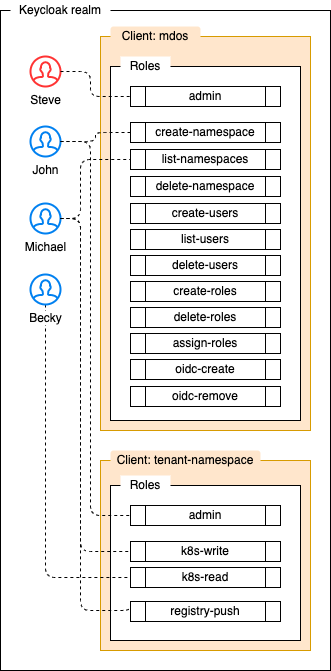 Keycloak realm
Client: mdos
Roles
Steve
admin
John
create-namespace
list-namespaces
delete-namespace
Michael
create-users
list-users
delete-users
Becky
create-roles
delete-roles
assign-roles
oidc-create
oidc-remove
Client: tenant-namespace
Roles
admin
k8s-write
k8s-read
registry-push